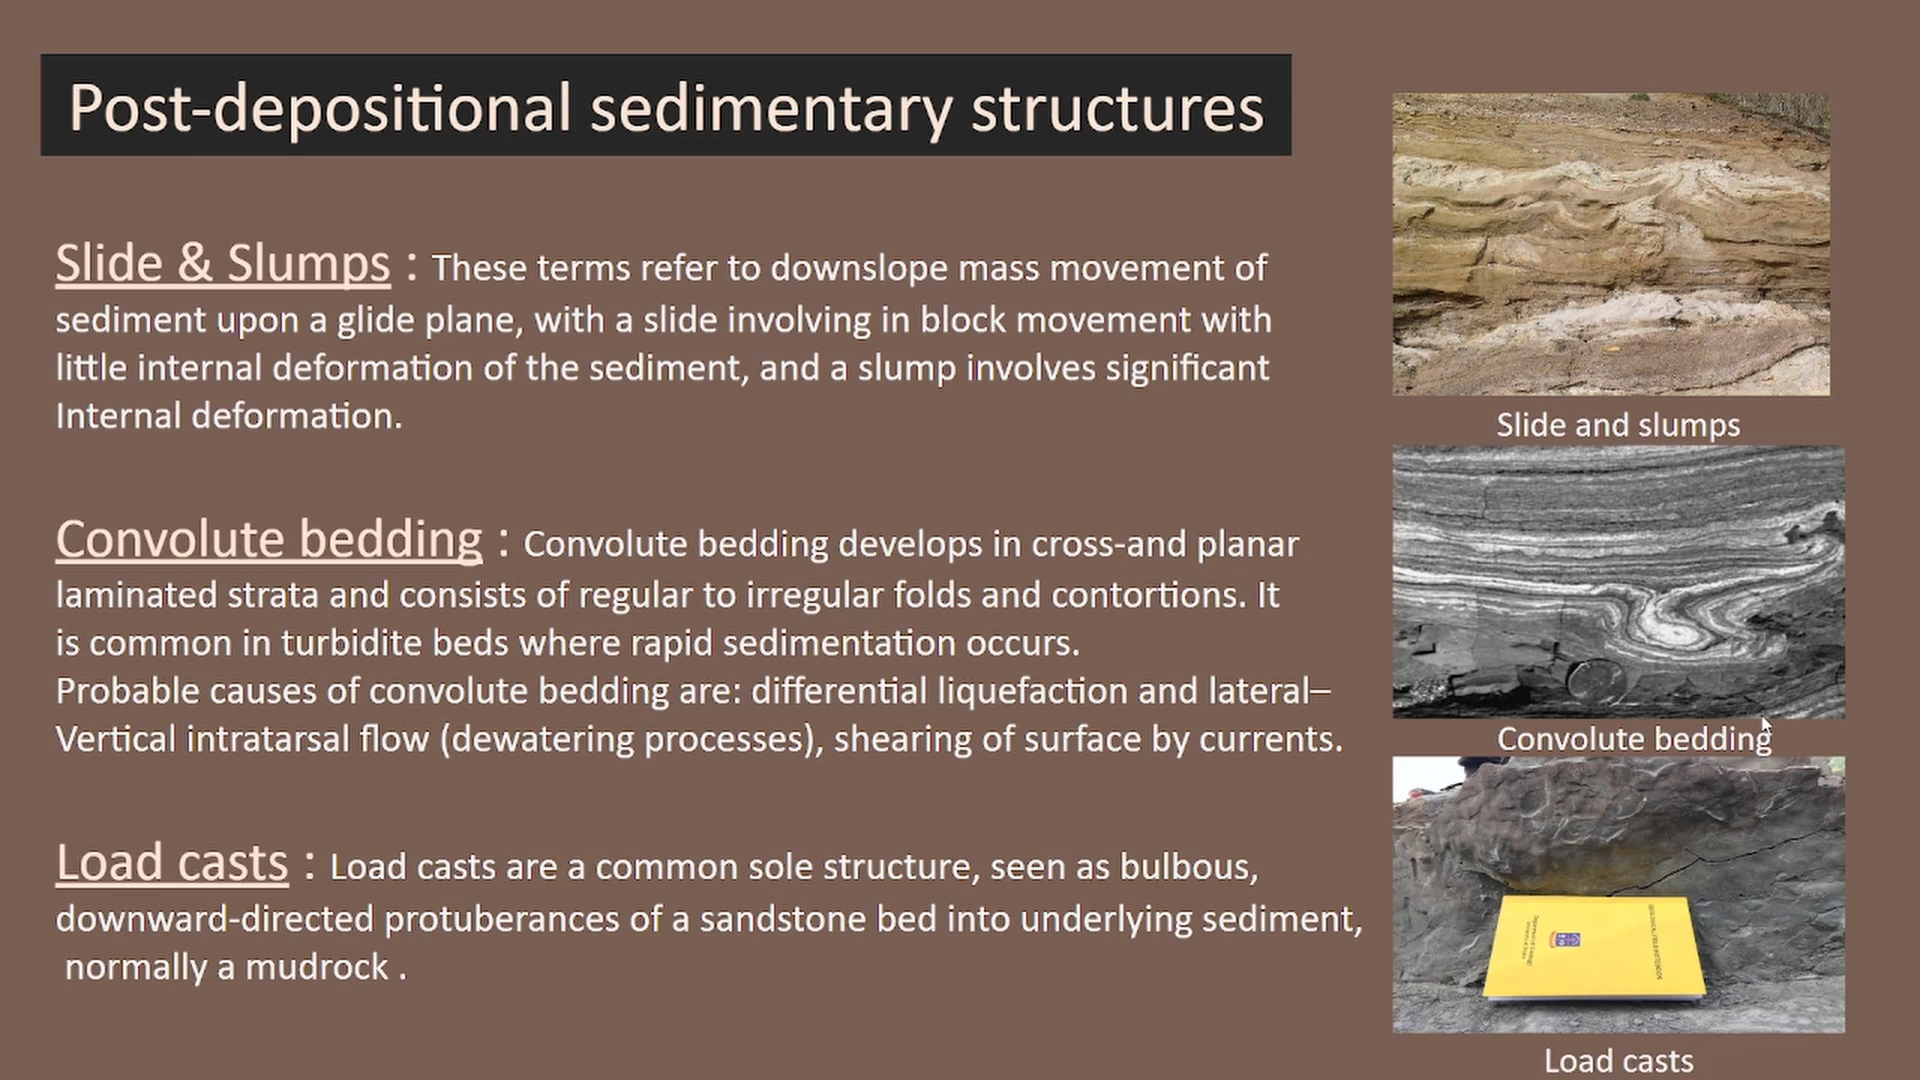 Post-depositional sedimentary structures
Slide & Slumps : These terms refer to downslope mass movement of
sediment upon a glide plane, with a slide involving in block movement with
little internal deformation of the sediment, and a slump involves significant
Internal deformation.
Convolute bedding : Convolute bedding develops in cross-and planar
laminated strata and consists of regular to irregular folds and contortions. It
is common in turbidite beds where rapid sedimentation occurs.
Probable causes of convolute bedding are: differential liquefaction and lateral–
Vertical intratarsal flow (dewatering processes), shearing of surface by currents.
Load casts : Load casts are a common sole structure, seen as bulbous,
downward-directed protuberances of a sandstone bed into underlying sediment,
normally a mudrock .
Slide and slumps
Convolute bedding
Load casts